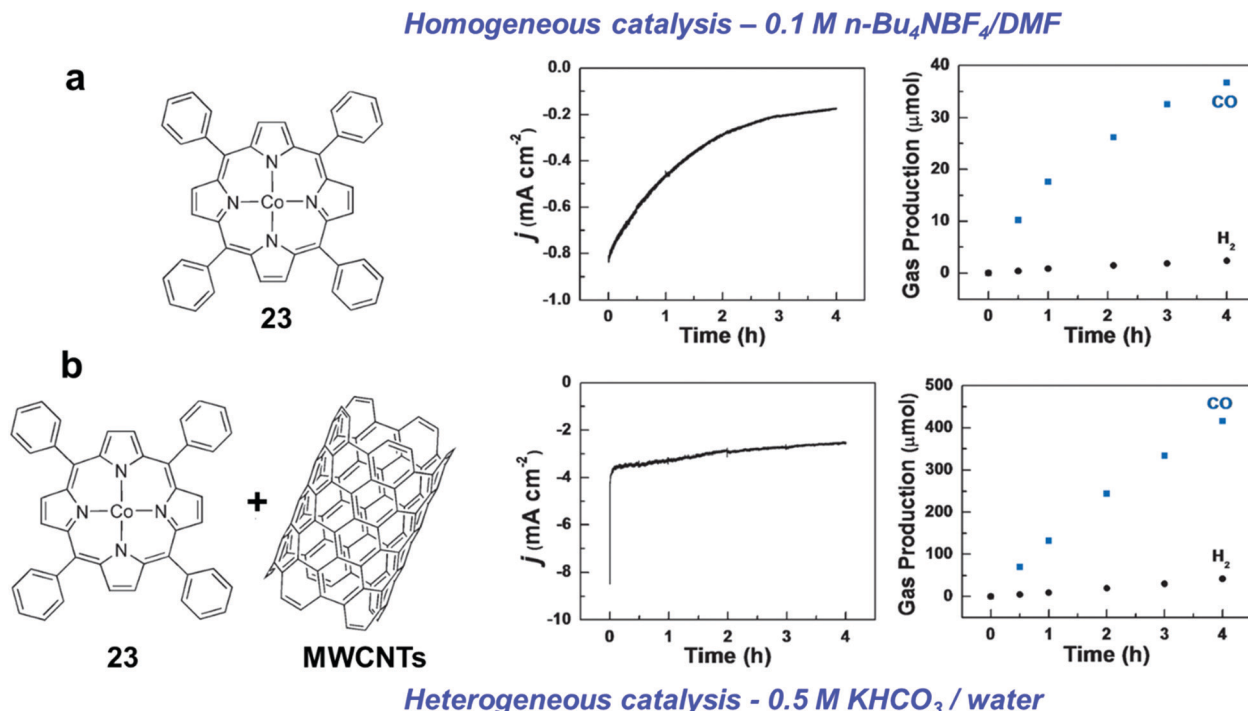 Homogeneous catalysis – 0.1 M n-Bu₄NBF₄/DMF
a
N
N
Co
N
N
23
0.0
-0.2
-0.4
-0.6
-0.8
-1.0
j (mA cm⁻²)
0 1 2 3 4
Time (h)
40
30
20
10
0
Gas Production (µmol)
CO
H₂
0 1 2 3 4
Time (h)
b
N
N
Co
N
N
23
+
MWCNTs
0
-2
-4
-6
-8
-10
j (mA cm⁻²)
0 1 2 3 4
Time (h)
500
400
300
200
100
0
Gas Production (µmol)
CO
H₂
0 1 2 3 4
Time (h)
Heterogeneous catalysis - 0.5 M KHCO₃ / water